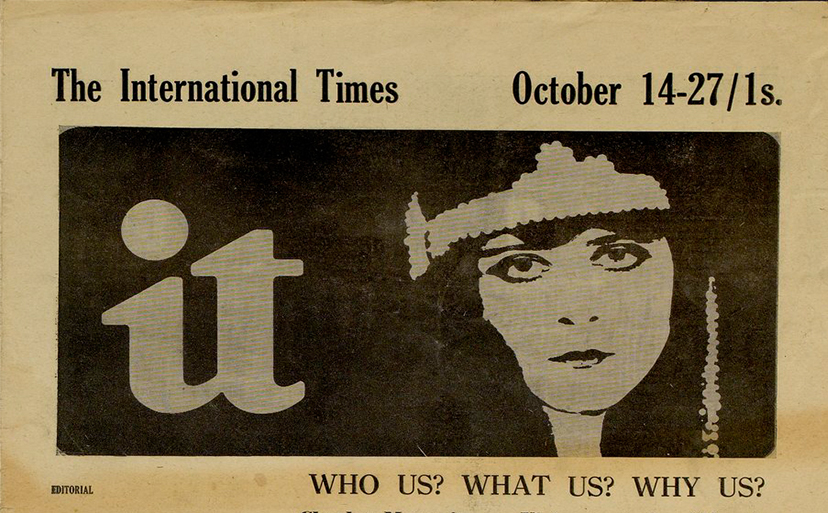 The International Times October 14-27/1s.
it
EDITORIAL WHO US? WHAT US? WHY US?